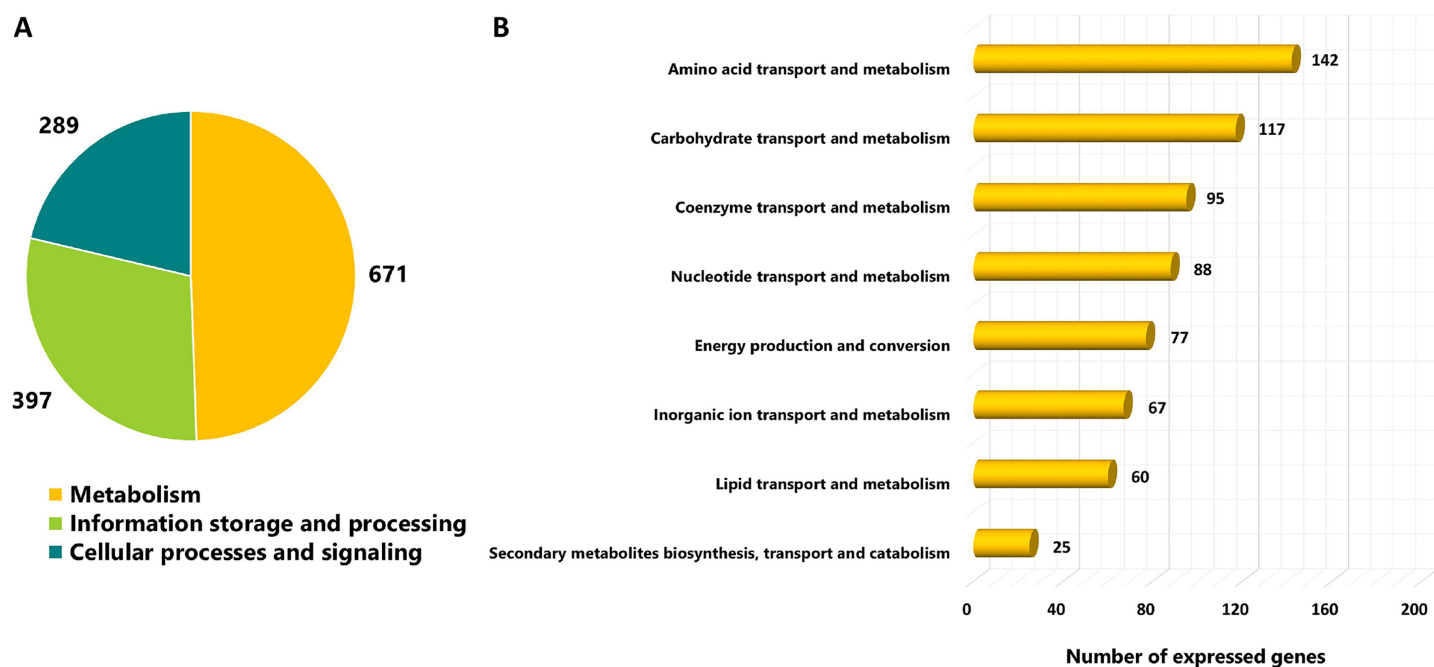 A
289
671
397
Metabolism
Information storage and processing
Cellular processes and signaling
B
Amino acid transport and metabolism 142
Carbohydrate transport and metabolism 117
Coenzyme transport and metabolism 95
Nucleotide transport and metabolism 88
Energy production and conversion 77
Inorganic ion transport and metabolism 67
Lipid transport and metabolism 60
Secondary metabolites biosynthesis, transport and catabolism 25
0 40 80 120 160 200
Number of expressed genes